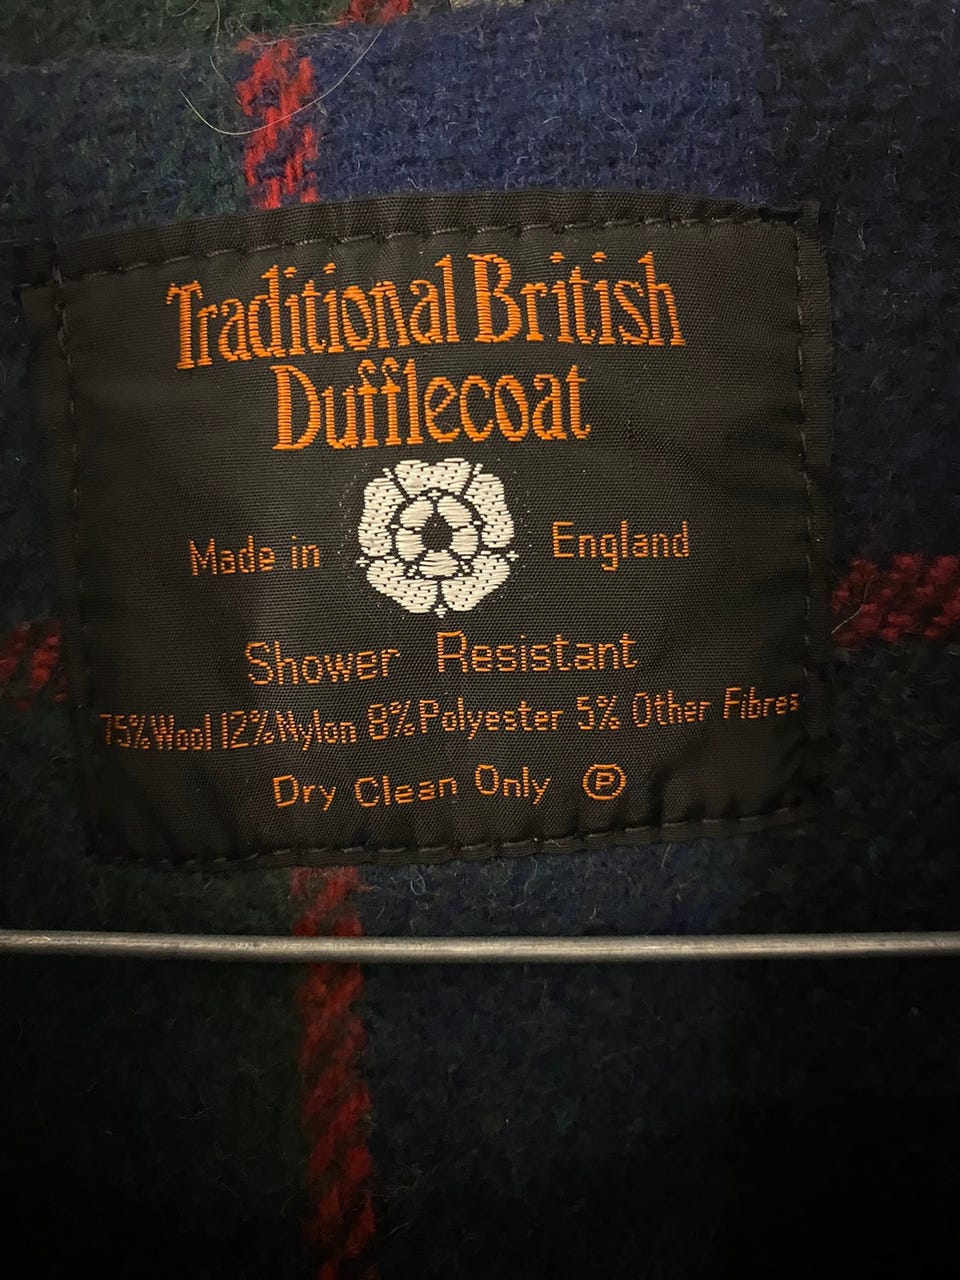 Traditional British
Dufflecoat
Made in England
Shower Resistant
75% Wool 12% Nylon 8% Polyester 5% Other Fibres
Dry Clean Only Ⓟ